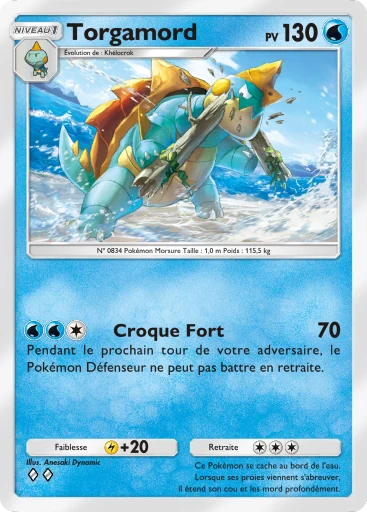 NIVEAU 1
Torgamord
PV 130
Évolution de : Khélocrok
N° 0834 Pokémon Morsure Taille : 1,0 m Poids : 115,5 kg
Croque Fort 70
Pendant le prochain tour de votre adversaire, le
Pokémon Défenseur ne peut pas battre en retraite.
Faiblesse +20
Retraite
Illus. Anesaki Dynamic
Ce Pokémon se cache au bord de l'eau.
Lorsque ses proies viennent s'abreuver,
il étend son cou et les mord profondément.